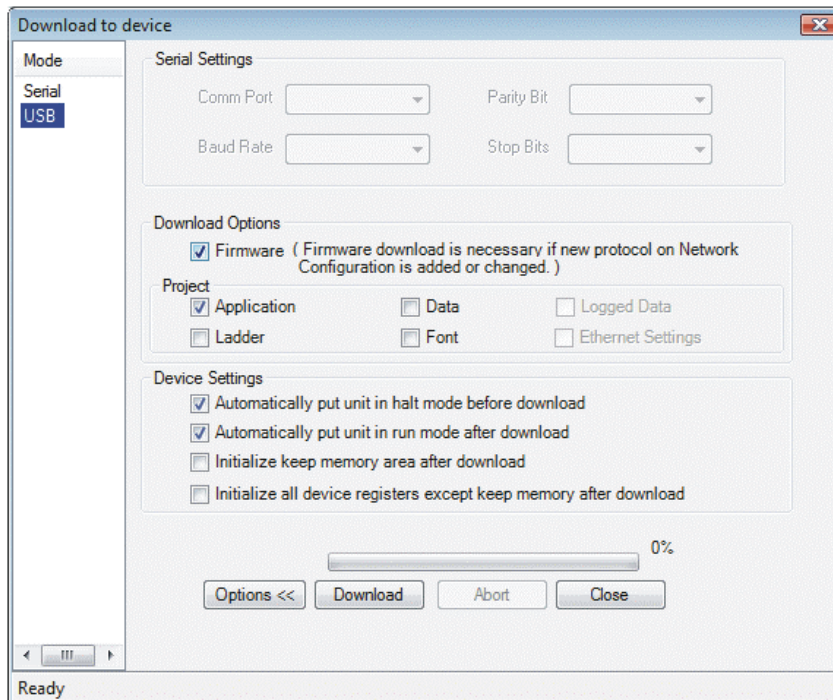 Download to device
Mode
Serial
USB
Serial Settings
Comm Port
Parity Bit
Baud Rate
Stop Bits
Download Options
Firmware ( Firmware download is necessary if new protocol on Network
Configuration is added or changed. )
Project
Application
Data
Logged Data
Ladder
Font
Ethernet Settings
Device Settings
Automatically put unit in halt mode before download
Automatically put unit in run mode after download
Initialize keep memory area after download
Initialize all device registers except keep memory after download
0%
Options <<
Download
Abort
Close
Ready